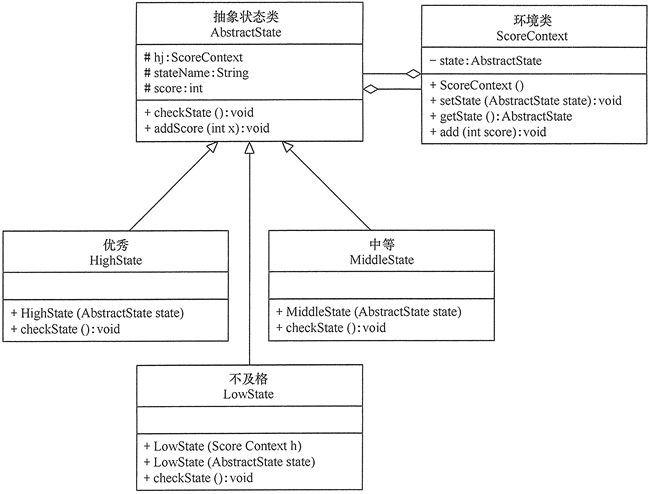 抽象状态类
AbstractState
# hj:ScoreContext
# stateName:String
# score:int
+ checkState ():void
+ addScore (int x):void
环境类
ScoreContext
− state:AbstractState
+ ScoreContext ()
+ setState (AbstractState state):void
+ getState ():AbstractState
+ add (int score):void
优秀
HighState
+ HighState (AbstractState state)
+ checkState ():void
中等
MiddleState
+ MiddleState (AbstractState state)
+ checkState ():void
不及格
LowState
+ LowState (Score Context h)
+ LowState (AbstractState state)
+ checkState ():void